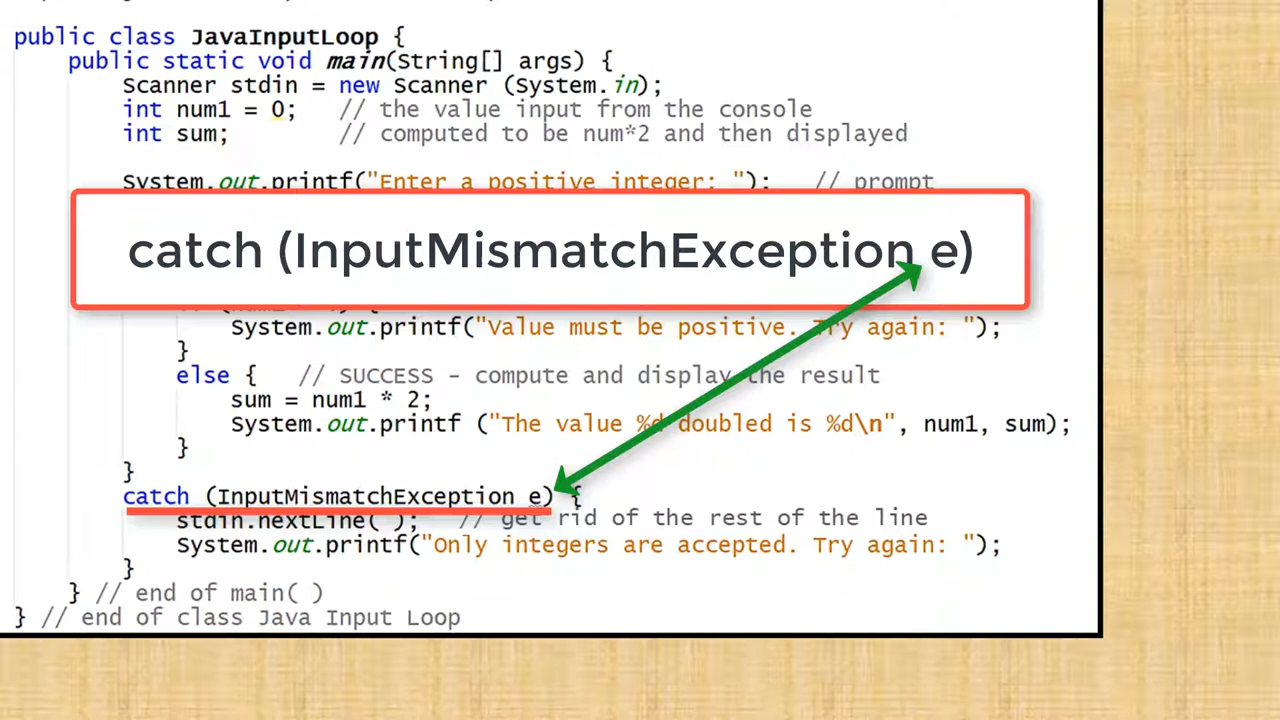 public class JavaInputLoop {
public static void main(String[] args) {
Scanner stdin = new Scanner (System.in);
int num1 = 0; // the value input from the console
int sum; // computed to be num*2 and then displayed
System.out.printf("Enter a positive integer: "); // prompt
catch (InputMismatchException e)
System.out.printf("Value must be positive. Try again: ");
}
else { // SUCCESS - compute and display the result
sum = num1 * 2;
System.out.printf ("The value %d doubled is %d\n", num1, sum);
}
}
catch (InputMismatchException e) {
stdin.nextLine( ); // get rid of the rest of the line
System.out.printf("Only integers are accepted. Try again: ");
}
} // end of main( )
} // end of class Java Input Loop